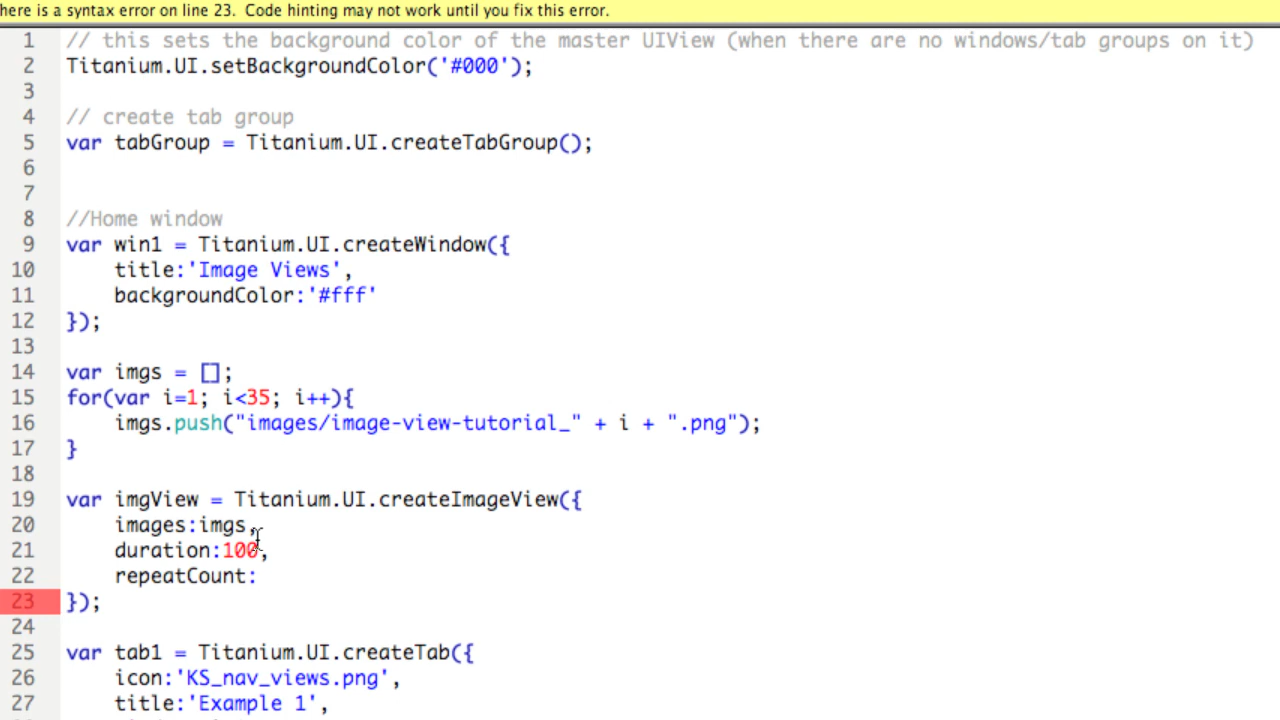 here is a syntax error on line 23. Code hinting may not work until you fix this error.
1 // this sets the background color of the master UIView (when there are no windows/tab groups on it)
2 Titanium.UI.setBackgroundColor('#000');
3
4 // create tab group
5 var tabGroup = Titanium.UI.createTabGroup();
6
7
8 //Home window
9 var win1 = Titanium.UI.createWindow({
10 title:'Image Views',
11 backgroundColor:'#fff'
12 });
13
14 var imgs = [];
15 for(var i=1; i<35; i++){
16 imgs.push("images/image-view-tutorial_" + i + ".png");
17 }
18
19 var imgView = Titanium.UI.createImageView({
20 images:imgs,
21 duration:100,
22 repeatCount:
23 });
24
25 var tab1 = Titanium.UI.createTab({
26 icon:'KS_nav_views.png',
27 title:'Example 1',